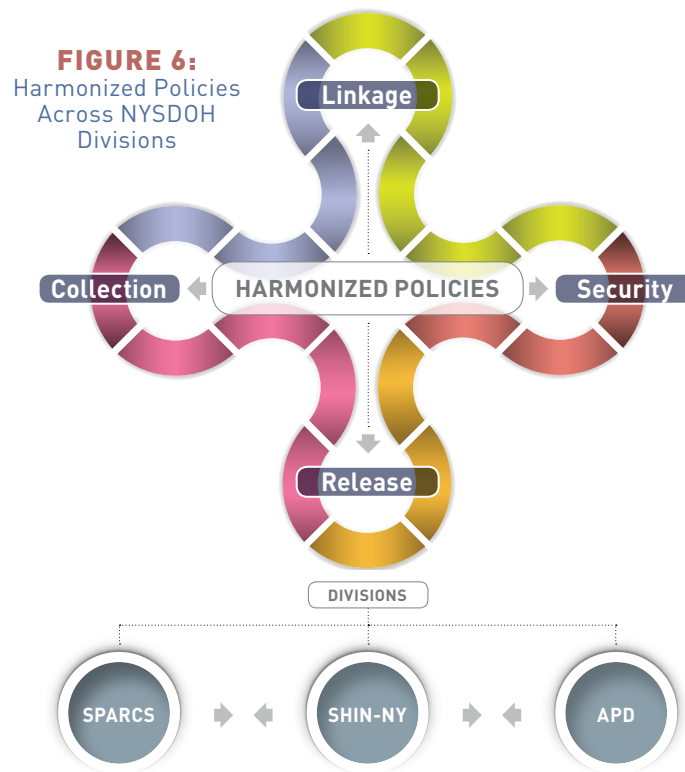 FIGURE 6:
Harmonized Policies
Across NYSDOH
Divisions
Linkage
Collection
HARMONIZED POLICIES
Security
Release
DIVISIONS
SPARCS
SHIN-NY
APD